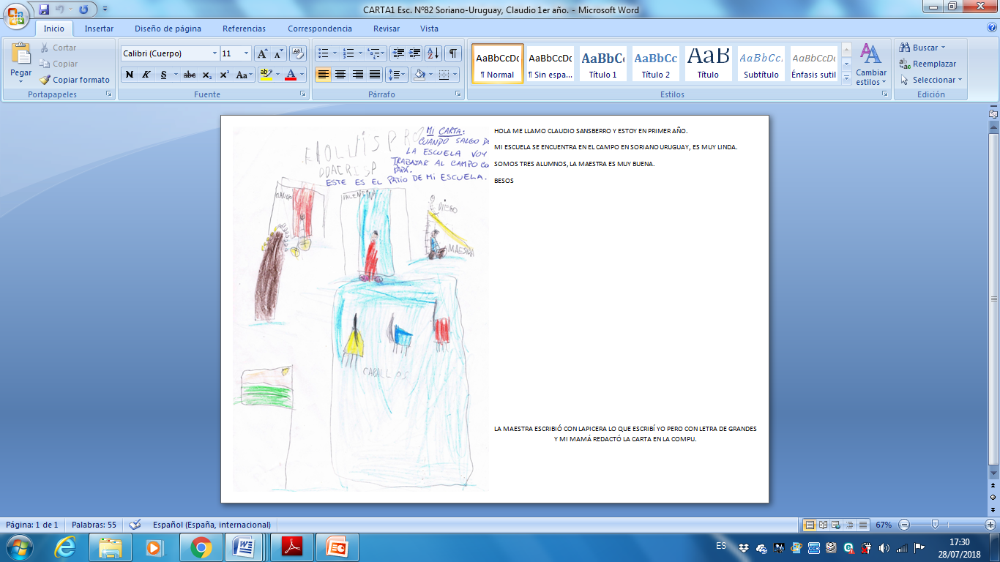 CARTA1 Esc. Nº82 Soriano-Uruguay, Claudio 1er año. - Microsoft Word
Inicio
Insertar
Diseño de página
Referencias
Correspondencia
Revisar
Vista
Pegar
Cortar
Copiar
Copiar formato
Portapapeles
Calibri (Cuerpo)
11
N K S abc x₂ x² Aa
Fuente
Párrafo
AaBbCcDc
¶ Normal
AaBbCcDc
¶ Sin espa...
AaBbCc
Título 1
AaBbCc
Título 2
AaB
Título
AaBbCc.
Subtítulo
AaBbCcDc
Énfasis sutil
Cambiar estilos
Estilos
Buscar
Reemplazar
Seleccionar
Edición
MI CARTA:
CUANDO SALGO DE
LA ESCUELA VOY
TRABAJAR AL CAMPO CO
PAPÁ.
ESTE ES EL PATIO DE MI ESCUELA.
VALENTINA
DIEGO
MAESTRA
CABALLOS
HOLA ME LLAMO CLAUDIO SANSBERRO Y ESTOY EN PRIMER AÑO.
MI ESCUELA SE ENCUENTRA EN EL CAMPO EN SORIANO URUGUAY, ES MUY LINDA.
SOMOS TRES ALUMNOS, LA MAESTRA ES MUY BUENA.
BESOS
LA MAESTRA ESCRIBIÓ CON LAPICERA LO QUE ESCRIBÍ YO PERO CON LETRA DE GRANDES
Y MI MAMÁ REDACTÓ LA CARTA EN LA COMPU.
Página: 1 de 1
Palabras: 55
Español (España, internacional)
67%
ES
17:30
28/07/2018